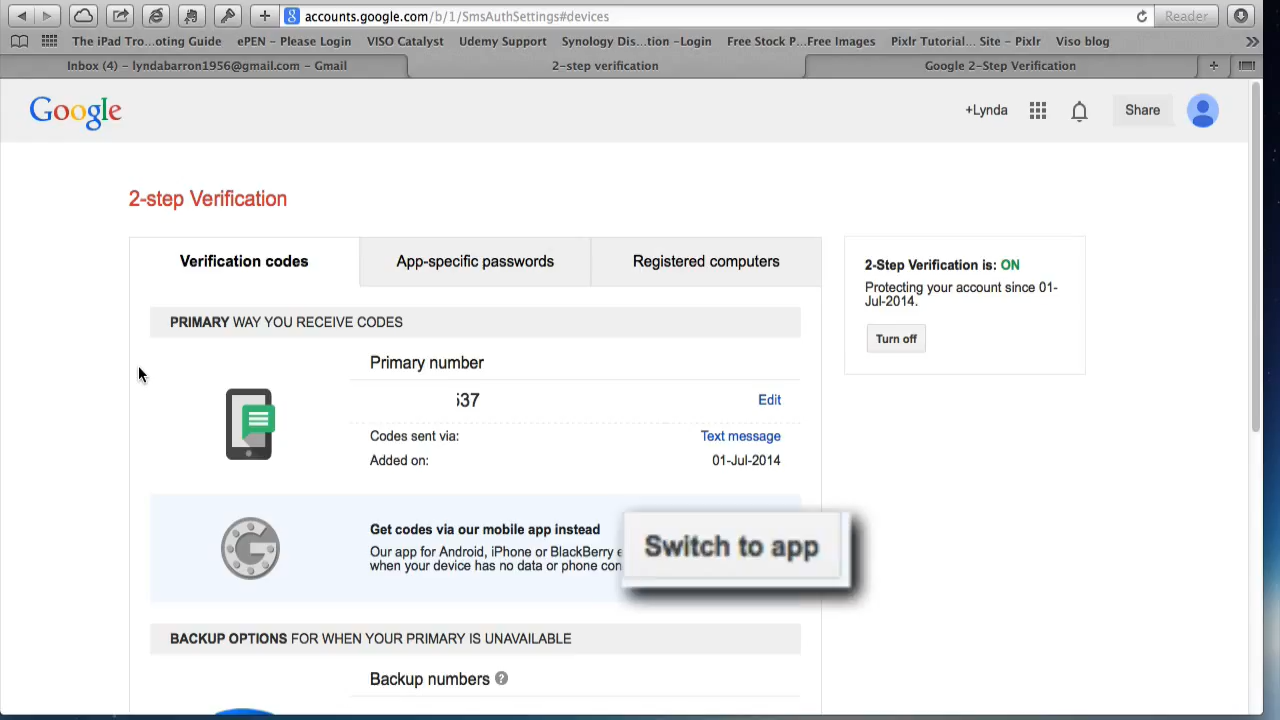 accounts.google.com/b/1/SmsAuthSettings#devices
Reader
The iPad Tro...oting Guide ePEN - Please Login VISO Catalyst Udemy Support Synology Dis...tion -Login Free Stock P...Free Images Pixlr Tutorial... Site - Pixlr Viso blog
Inbox (4) - lyndabarron1956@gmail.com - Gmail 2-step verification Google 2-Step Verification
Google
+Lynda
Share
2-step Verification
Verification codes App-specific passwords Registered computers
2-Step Verification is: ON
Protecting your account since 01-
Jul-2014.
Turn off
PRIMARY WAY YOU RECEIVE CODES
Primary number
37 Edit
Codes sent via: Text message
Added on: 01-Jul-2014
Get codes via our mobile app instead
Our app for Android, iPhone or BlackBerry
when your device has no data or phone
Switch to app
BACKUP OPTIONS FOR WHEN YOUR PRIMARY IS UNAVAILABLE
Backup numbers ?